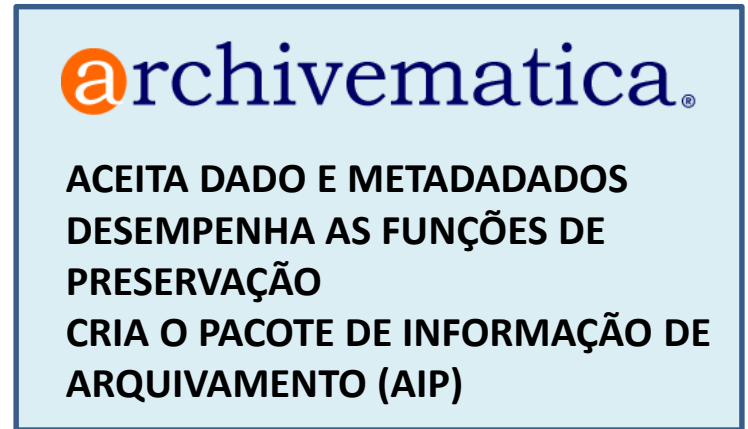 archivematica®
ACEITA DADO E METADADADOS
DESEMPENHA AS FUNÇÕES DE
PRESERVAÇÃO
CRIA O PACOTE DE INFORMAÇÃO DE
ARQUIVAMENTO (AIP)